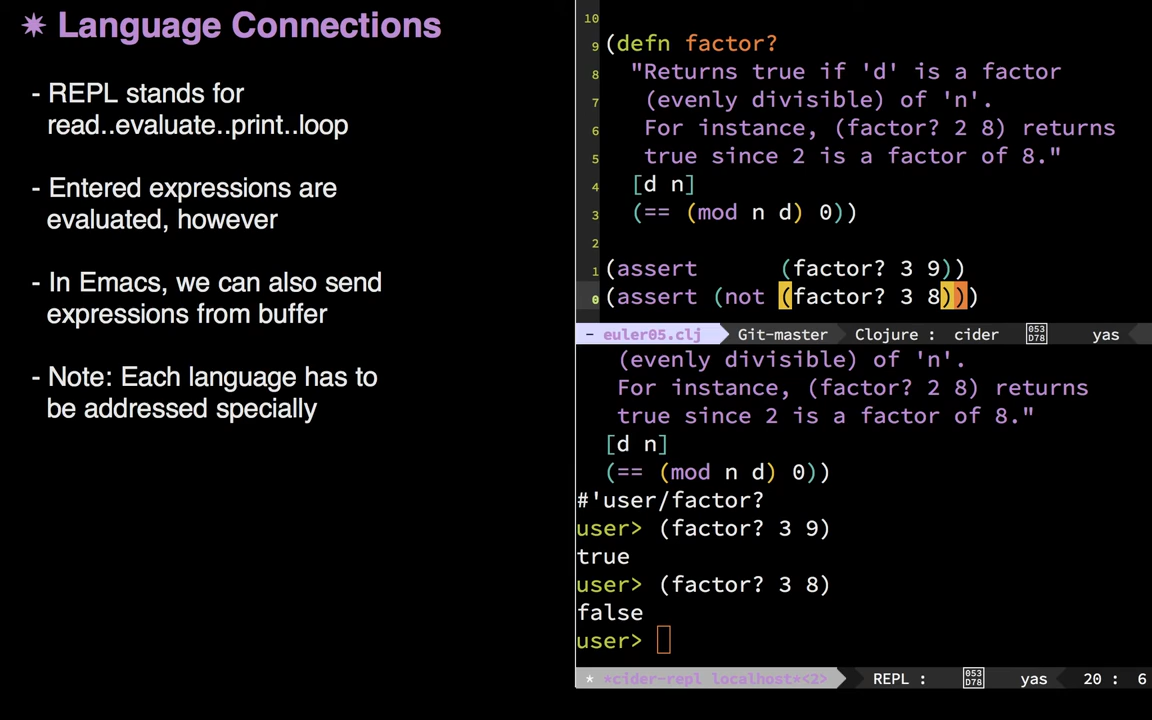 ✷ Language Connections
- REPL stands for
read..evaluate..print..loop
- Entered expressions are
evaluated, however
- In Emacs, we can also send
expressions from buffer
- Note: Each language has to
be addressed specially
10
9 (defn factor?
8 "Returns true if 'd' is a factor
7 (evenly divisible) of 'n'.
6 For instance, (factor? 2 8) returns
5 true since 2 is a factor of 8."
4 [d n]
3 (== (mod n d) 0))
2
1 (assert (factor? 3 9))
0 (assert (not (factor? 3 8)))
- euler05.clj Git-master Clojure : cider 053D78 yas
(evenly divisible) of 'n'.
For instance, (factor? 2 8) returns
true since 2 is a factor of 8."
[d n]
(== (mod n d) 0))
#'user/factor?
user> (factor? 3 9)
true
user> (factor? 3 8)
false
user>
* *cider-repl localhost*<2> REPL : 053D78 yas 20 : 6